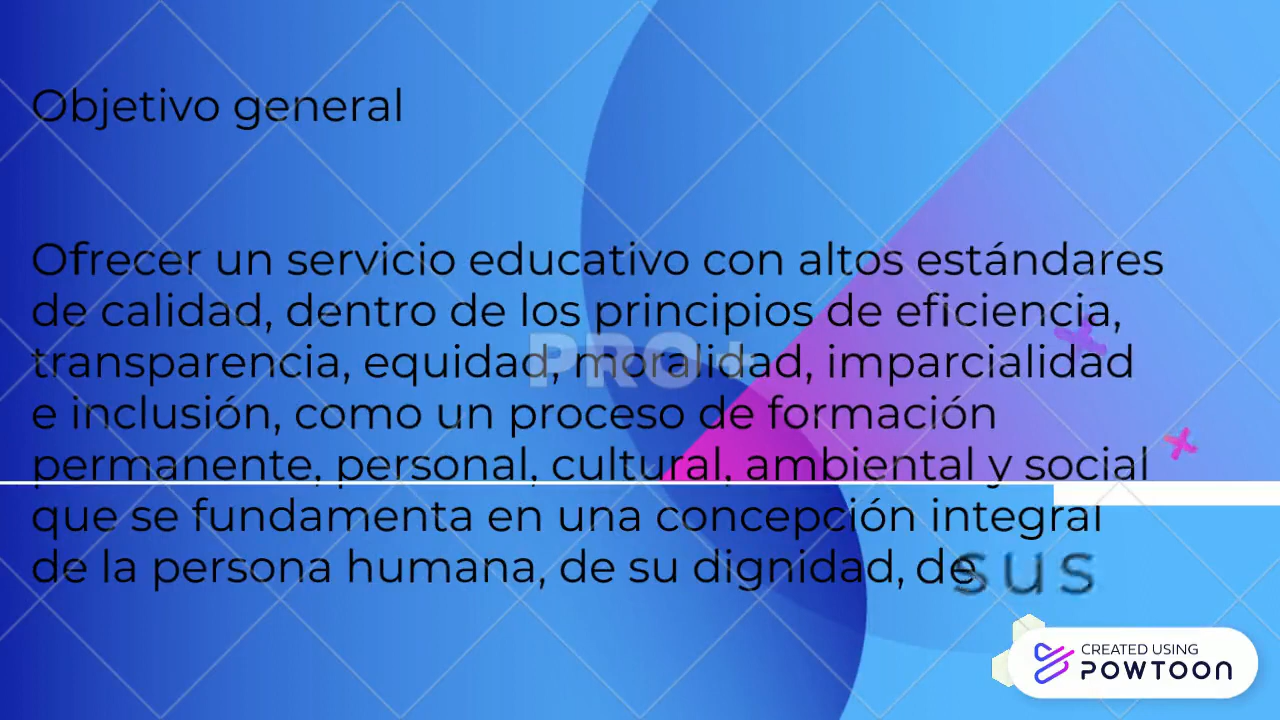 Objetivo general
Ofrecer un servicio educativo con altos estándares
de calidad, dentro de los principios de eficiencia,
transparencia, equidad, moralidad, imparcialidad
e inclusión, como un proceso de formación
permanente, personal, cultural, ambiental y social
que se fundamenta en una concepción integral
de la persona humana, de su dignidad, de sus
PRO+
CREATED USING
POWTOON